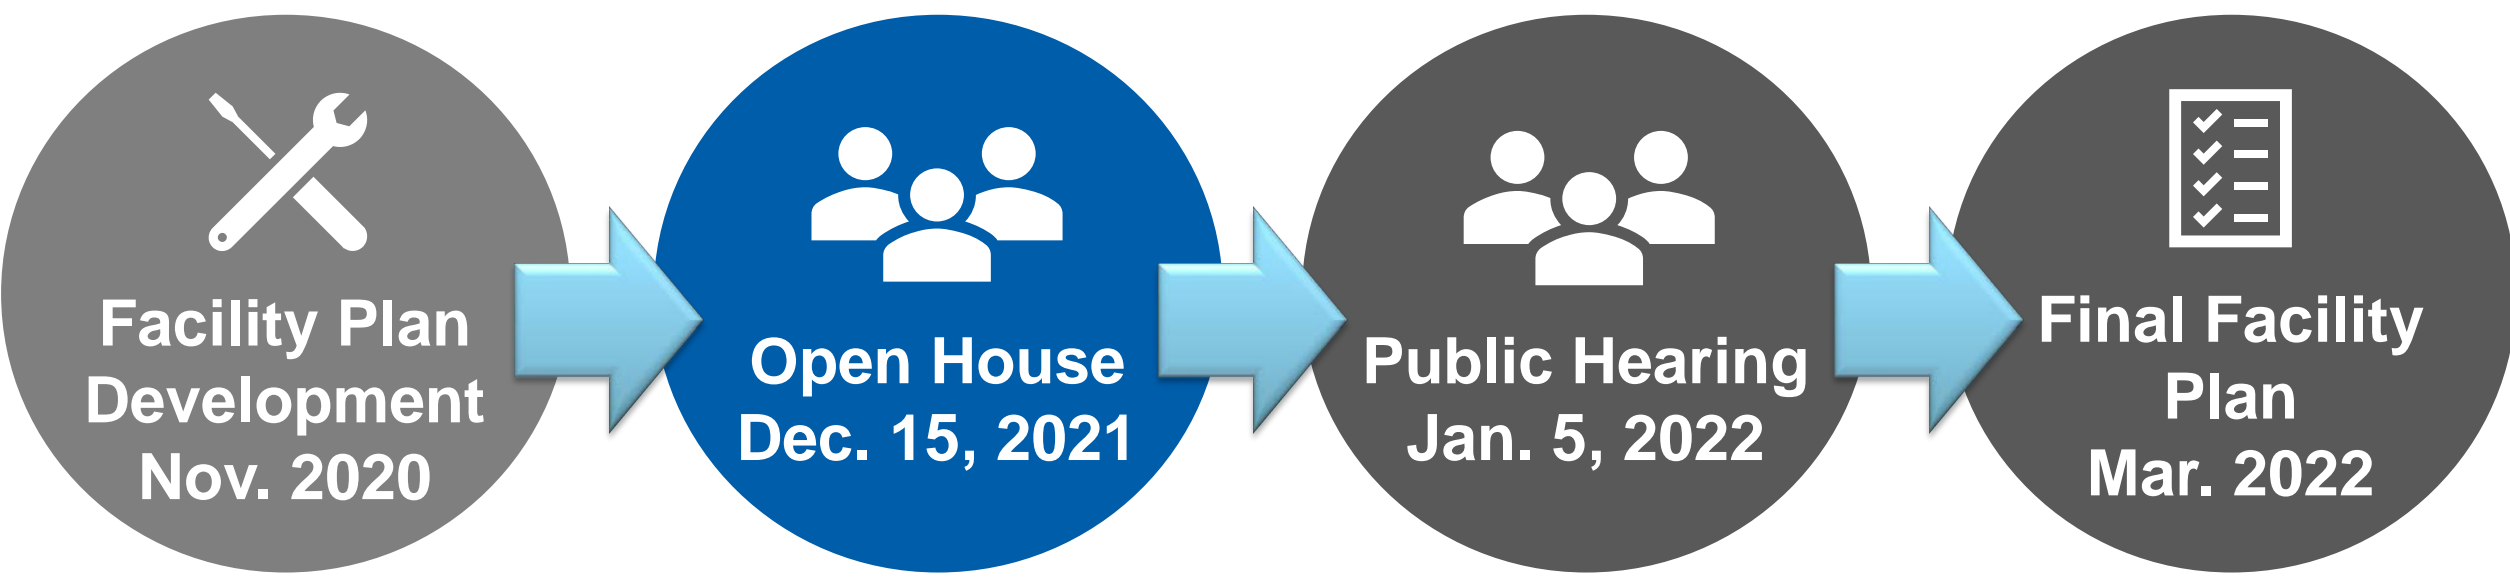 Facility Plan
Development
Nov. 2020
Open House
Dec. 15, 2021
Public Hearing
Jan. 5, 2022
Final Facility
Plan
Mar. 2022